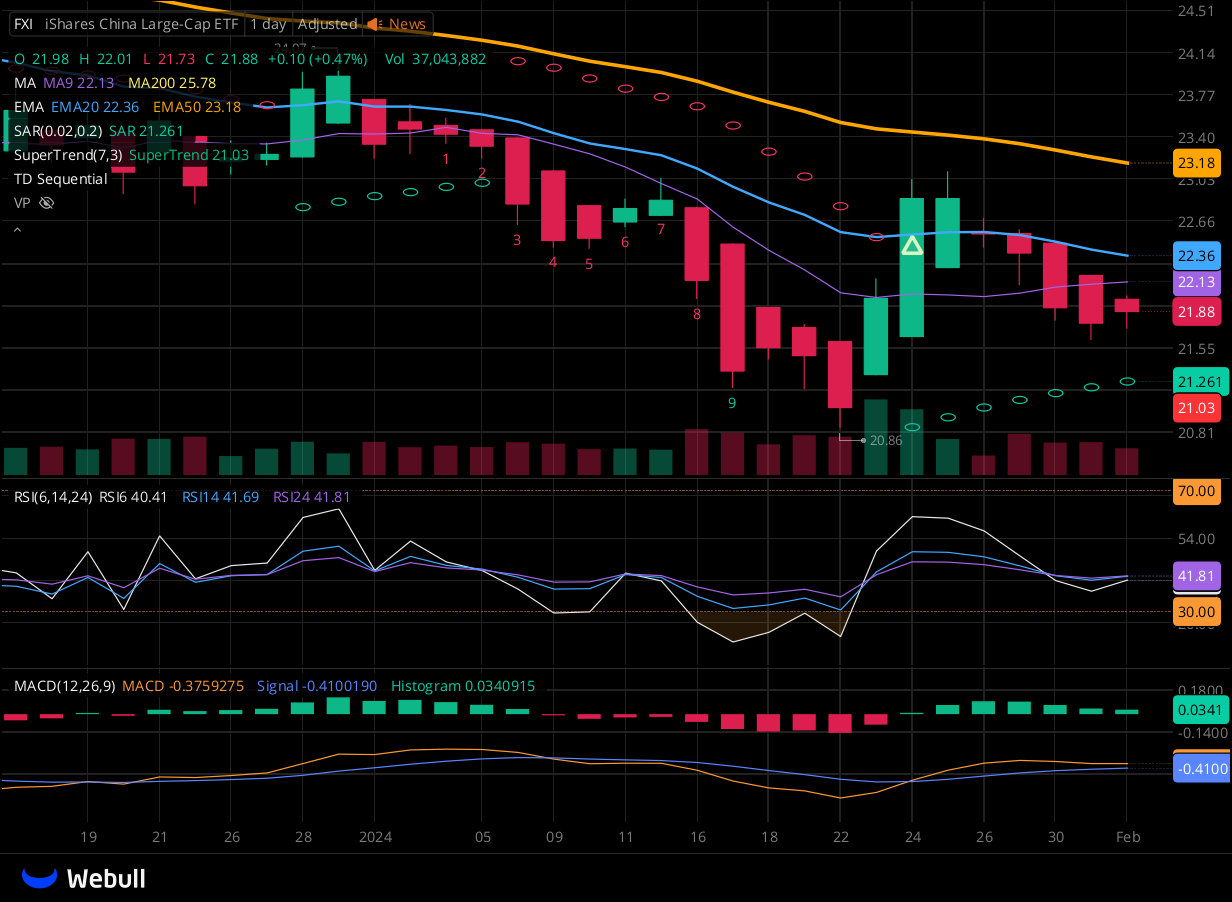 FXI iShares China Large-Cap ETF 1 day Adjusted News
24.51
24.14
O 21.98 H 22.01 L 21.73 C 21.88 +0.10 (+0.47%) Vol 37,043,882
MA MA9 22.13 MA200 25.78
23.77
EMA EMA20 22.36 EMA50 23.18
SAR(0.02,0.2) SAR 21.261
23.40
SuperTrend(7,3) SuperTrend 21.03
1
2
23.18
TD Sequential
23.05
VP
22.66
3
4
5
6
7
22.36
22.13
8
21.88
21.55
21.261
9
21.03
20.86
20.81
RSI(6,14,24) RSI6 40.41 RSI14 41.69 RSI24 41.81
70.00
54.00
41.81
30.00
MACD(12,26,9) MACD -0.3759275 Signal -0.4100190 Histogram 0.0340915
0.1800
0.0341
-0.1400
-0.4100
19 21 26 28 2024 05 09 11 16 18 22 24 26 30 Feb
Webull